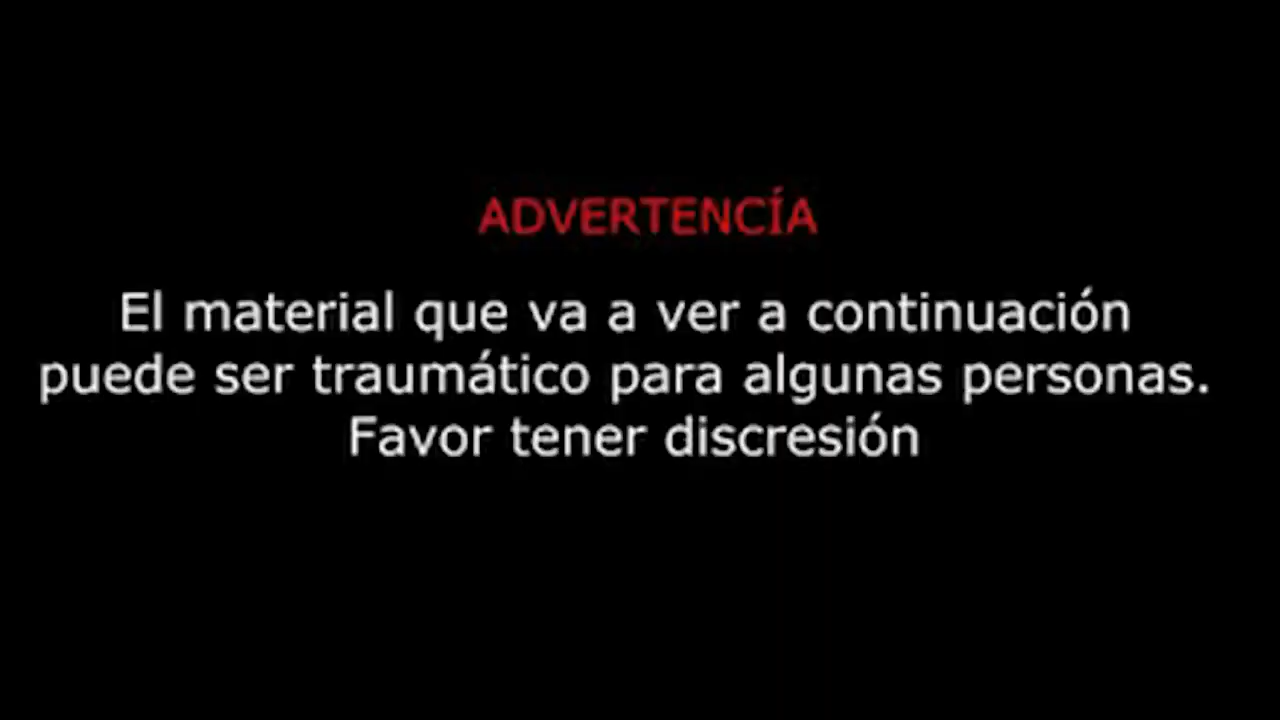 ADVERTENCÍA
El material que va a ver a continuación
puede ser traumático para algunas personas.
Favor tener discresión